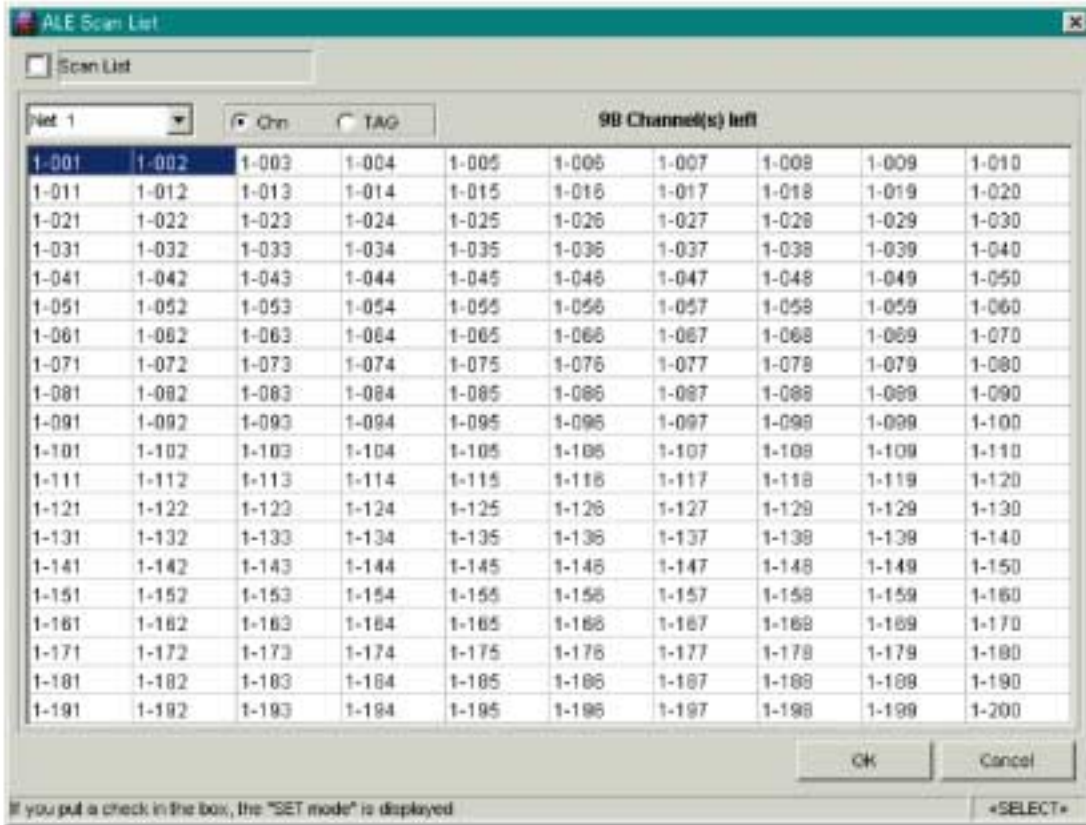 ALE Scan List
Scan List
Net 1 Chn TAG 98 Channel(s) left
1-001 1-002 1-003 1-004 1-005 1-006 1-007 1-008 1-009 1-010
1-011 1-012 1-013 1-014 1-015 1-016 1-017 1-018 1-019 1-020
1-021 1-022 1-023 1-024 1-025 1-026 1-027 1-028 1-029 1-030
1-031 1-032 1-033 1-034 1-035 1-036 1-037 1-038 1-039 1-040
1-041 1-042 1-043 1-044 1-045 1-046 1-047 1-048 1-049 1-050
1-051 1-052 1-053 1-054 1-055 1-056 1-057 1-058 1-059 1-060
1-061 1-062 1-063 1-064 1-065 1-066 1-067 1-068 1-069 1-070
1-071 1-072 1-073 1-074 1-075 1-076 1-077 1-078 1-079 1-080
1-081 1-082 1-083 1-084 1-085 1-086 1-087 1-088 1-089 1-090
1-091 1-092 1-093 1-094 1-095 1-096 1-097 1-098 1-099 1-100
1-101 1-102 1-103 1-104 1-105 1-106 1-107 1-108 1-109 1-110
1-111 1-112 1-113 1-114 1-115 1-116 1-117 1-118 1-119 1-120
1-121 1-122 1-123 1-124 1-125 1-126 1-127 1-128 1-129 1-130
1-131 1-132 1-133 1-134 1-135 1-136 1-137 1-138 1-139 1-140
1-141 1-142 1-143 1-144 1-145 1-146 1-147 1-148 1-149 1-150
1-151 1-152 1-153 1-154 1-155 1-156 1-157 1-158 1-159 1-160
1-161 1-162 1-163 1-164 1-165 1-166 1-167 1-168 1-169 1-170
1-171 1-172 1-173 1-174 1-175 1-176 1-177 1-178 1-179 1-180
1-181 1-182 1-183 1-184 1-185 1-186 1-187 1-188 1-189 1-190
1-191 1-192 1-193 1-194 1-195 1-196 1-197 1-198 1-199 1-200
OK Cancel
If you put a check in the box, the "SET mode" is displayed «SELECT»